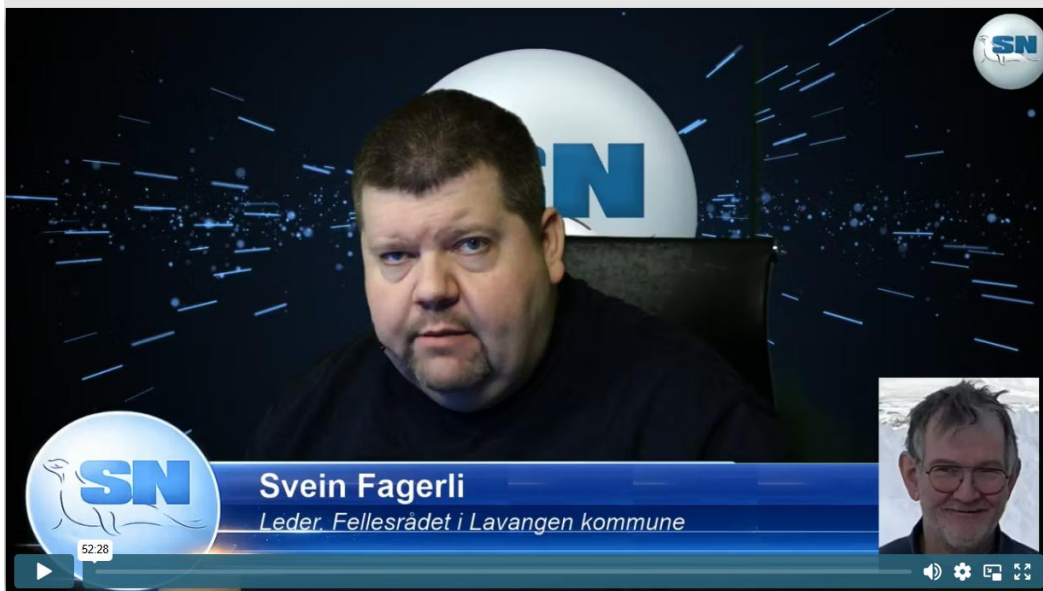 SN
SN
Svein Fagerli
SN
Leder. Fellesrådet i Lavangen kommune
52:28